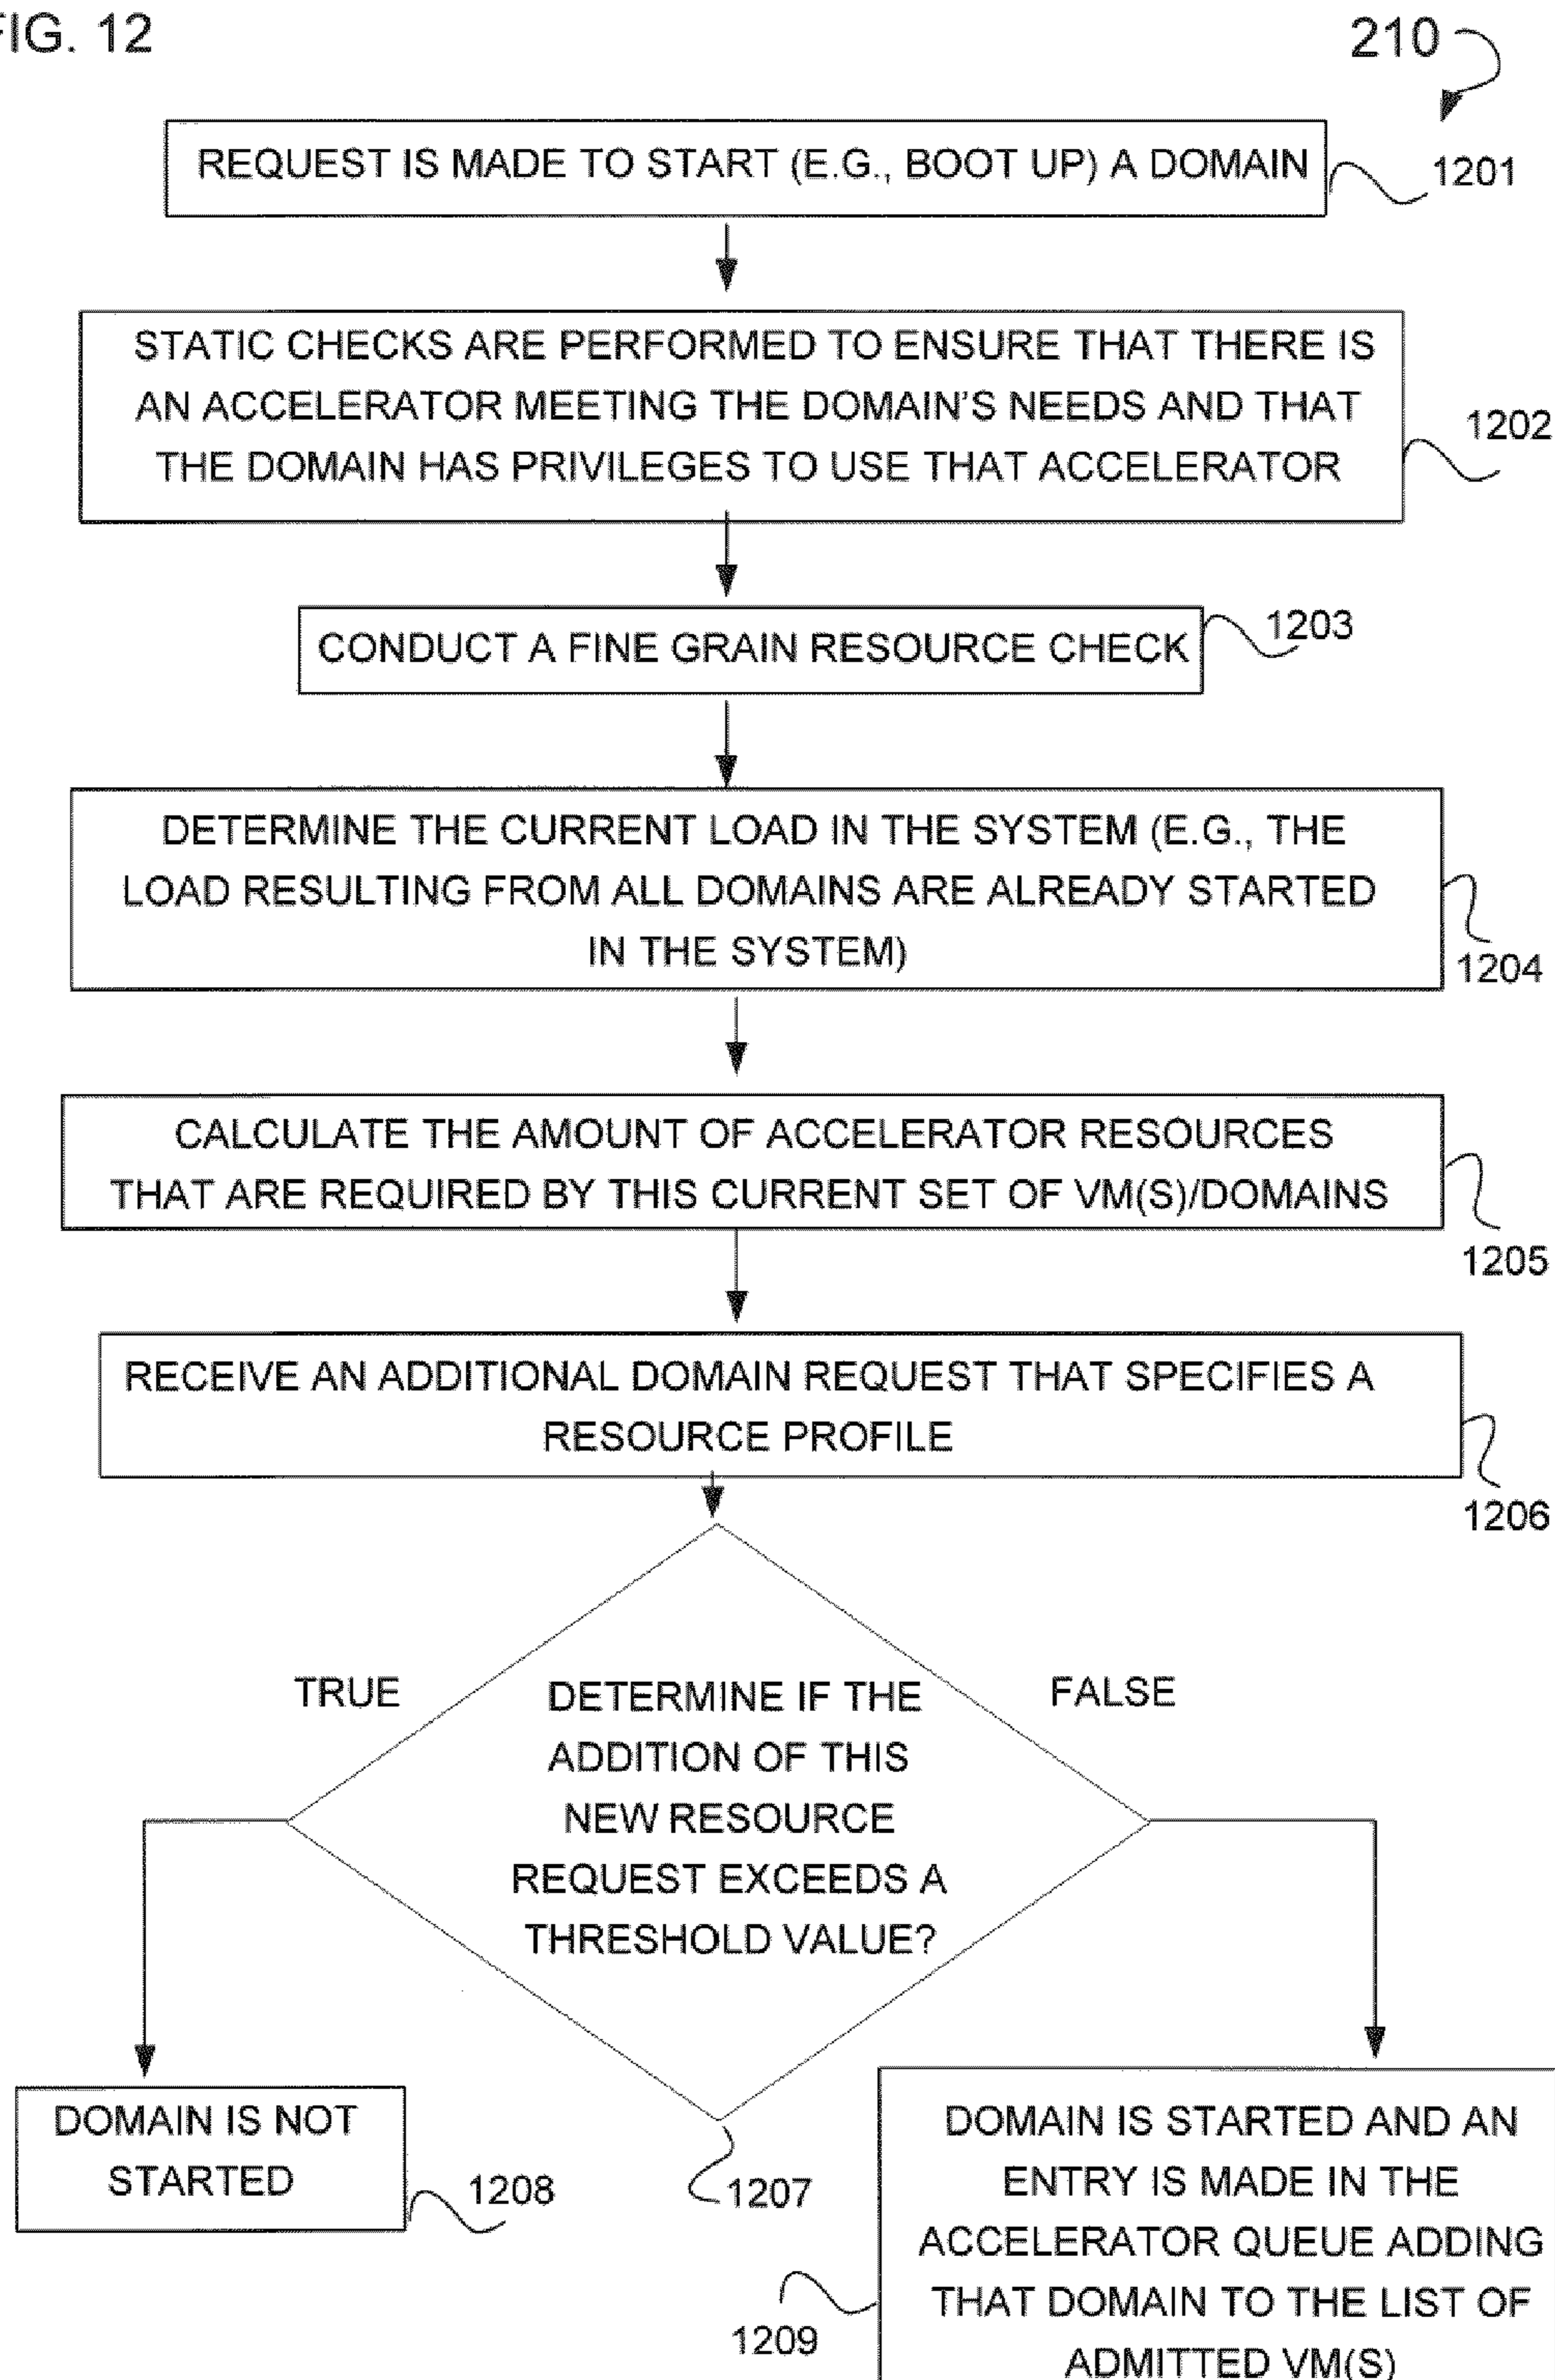 FIG. 12
210
REQUEST IS MADE TO START (E.G., BOOT UP) A DOMAIN
1201
STATIC CHECKS ARE PERFORMED TO ENSURE THAT THERE IS
AN ACCELERATOR MEETING THE DOMAIN'S NEEDS AND THAT
THE DOMAIN HAS PRIVILEGES TO USE THAT ACCELERATOR
1202
CONDUCT A FINE GRAIN RESOURCE CHECK
1203
DETERMINE THE CURRENT LOAD IN THE SYSTEM (E.G., THE
LOAD RESULTING FROM ALL DOMAINS ARE ALREADY STARTED
IN THE SYSTEM)
1204
CALCULATE THE AMOUNT OF ACCELERATOR RESOURCES
THAT ARE REQUIRED BY THIS CURRENT SET OF VM(S)/DOMAINS
1205
RECEIVE AN ADDITIONAL DOMAIN REQUEST THAT SPECIFIES A
RESOURCE PROFILE
1206
TRUE
FALSE
DETERMINE IF THE
ADDITION OF THIS
NEW RESOURCE
REQUEST EXCEEDS A
THRESHOLD VALUE?
1207
DOMAIN IS NOT
STARTED
1208
DOMAIN IS STARTED AND AN
ENTRY IS MADE IN THE
ACCELERATOR QUEUE ADDING
THAT DOMAIN TO THE LIST OF
ADMITTED VM(S)
1209